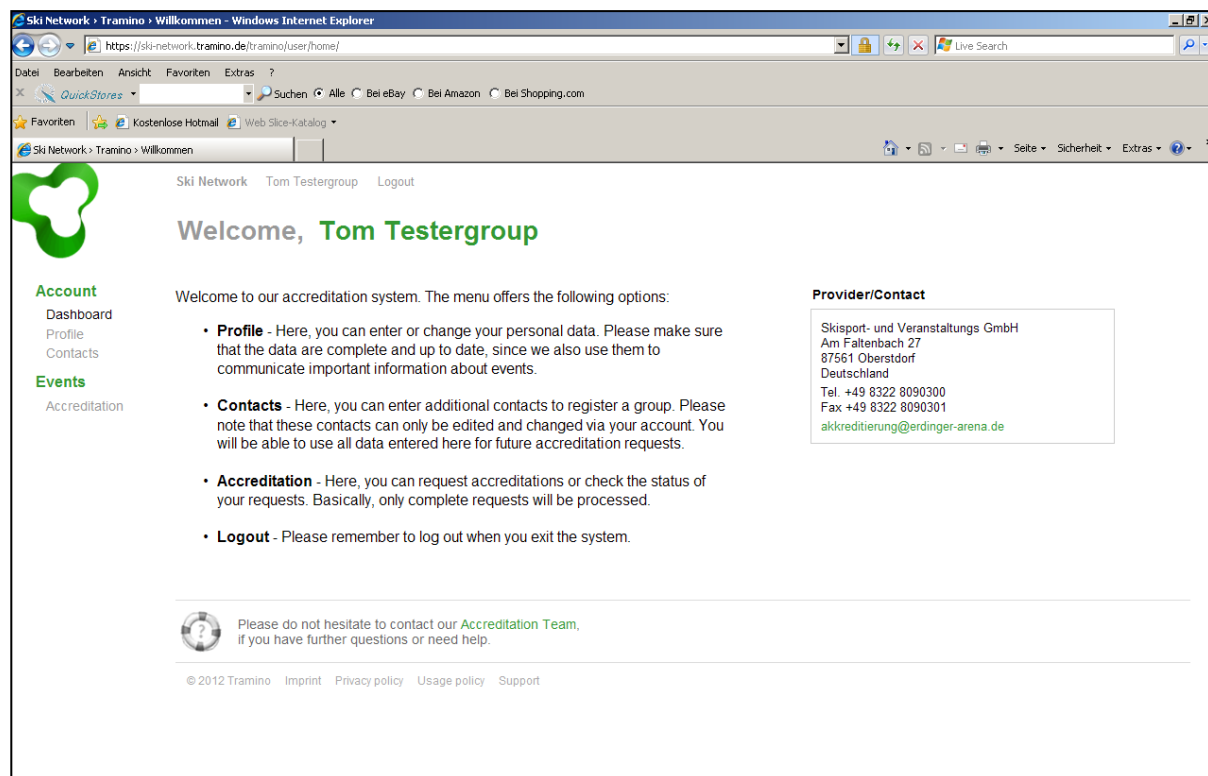 Ski Network › Tramino › Willkommen - Windows Internet Explorer
https://ski-network.tramino.de/tramino/user/home/
Live Search
Datei Bearbeiten Ansicht Favoriten Extras ?
QuickStores Suchen Alle Bei eBay Bei Amazon Bei Shopping.com
Favoriten Kostenlose Hotmail Web Slice-Katalog
Ski Network › Tramino › Willkommen
Seite Sicherheit Extras
Ski Network Tom Testergroup Logout
Welcome, Tom Testergroup
Account
Dashboard
Profile
Contacts
Events
Accreditation
Welcome to our accreditation system. The menu offers the following options:
• Profile - Here, you can enter or change your personal data. Please make sure
that the data are complete and up to date, since we also use them to
communicate important information about events.
• Contacts - Here, you can enter additional contacts to register a group. Please
note that these contacts can only be edited and changed via your account. You
will be able to use all data entered here for future accreditation requests.
• Accreditation - Here, you can request accreditations or check the status of
your requests. Basically, only complete requests will be processed.
• Logout - Please remember to log out when you exit the system.
Provider/Contact
Skisport- und Veranstaltungs GmbH
Am Faltenbach 27
87561 Oberstdorf
Deutschland
Tel. +49 8322 8090300
Fax +49 8322 8090301
akkreditierung@erdinger-arena.de
Please do not hesitate to contact our Accreditation Team,
if you have further questions or need help.
© 2012 Tramino Imprint Privacy policy Usage policy Support